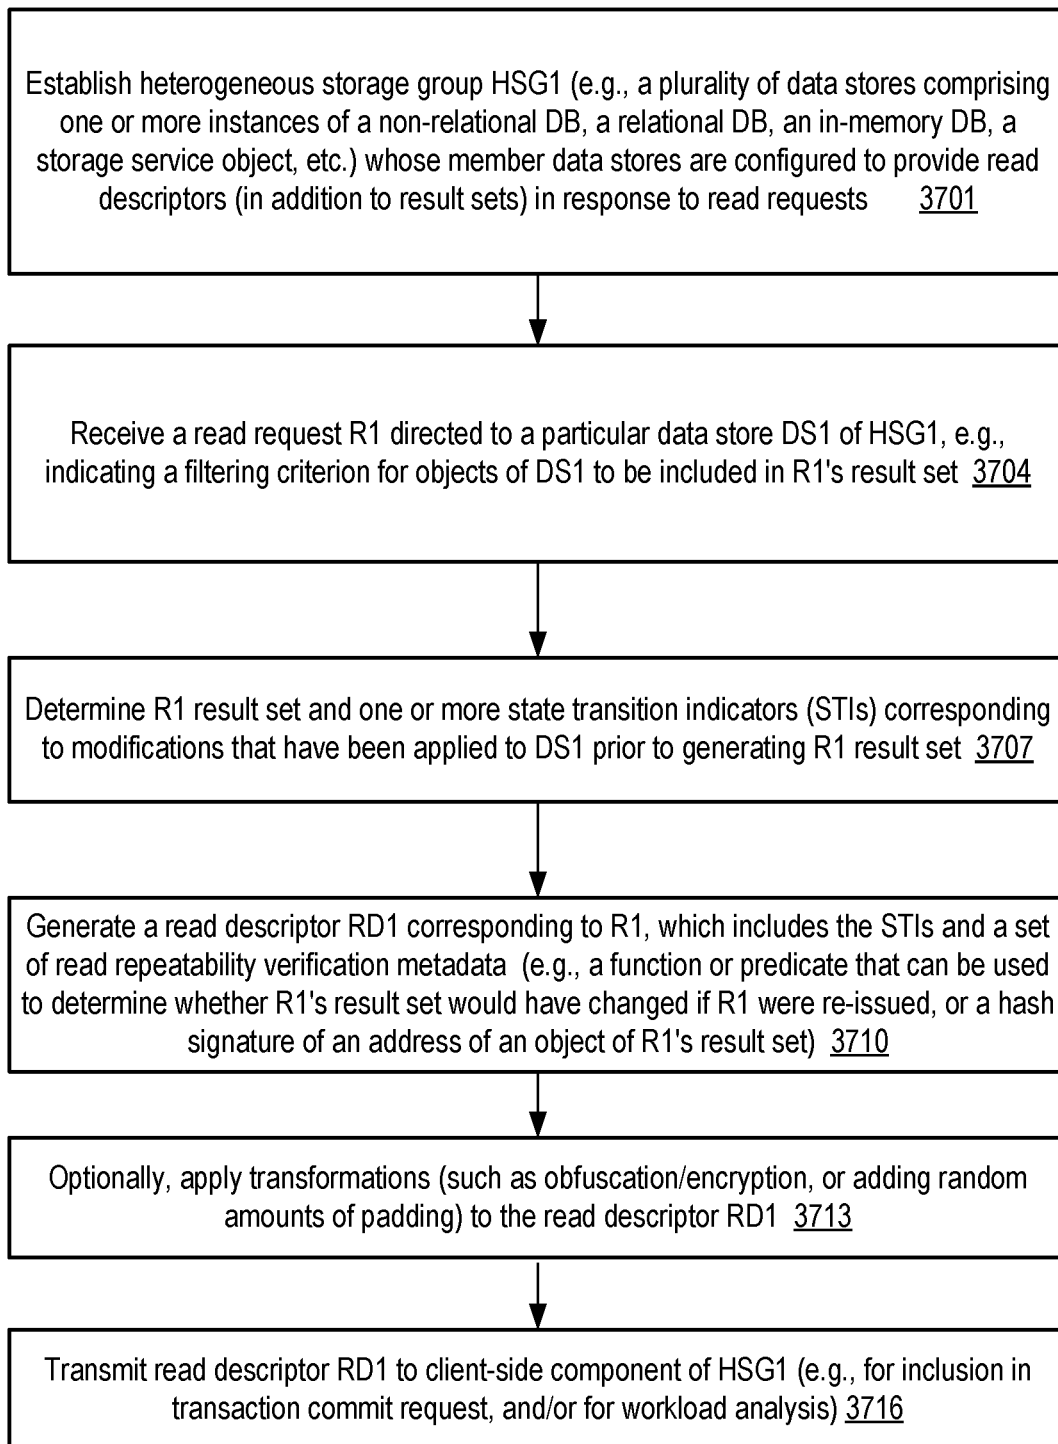 Establish heterogeneous storage group HSG1 (e.g., a plurality of data stores comprising
one or more instances of a non-relational DB, a relational DB, an in-memory DB, a
storage service object, etc.) whose member data stores are configured to provide read
descriptors (in addition to result sets) in response to read requests 3701
Receive a read request R1 directed to a particular data store DS1 of HSG1, e.g.,
indicating a filtering criterion for objects of DS1 to be included in R1's result set 3704
Determine R1 result set and one or more state transition indicators (STIs) corresponding
to modifications that have been applied to DS1 prior to generating R1 result set 3707
Generate a read descriptor RD1 corresponding to R1, which includes the STIs and a set
of read repeatability verification metadata (e.g., a function or predicate that can be used
to determine whether R1's result set would have changed if R1 were re-issued, or a hash
signature of an address of an object of R1's result set) 3710
Optionally, apply transformations (such as obfuscation/encryption, or adding random
amounts of padding) to the read descriptor RD1 3713
Transmit read descriptor RD1 to client-side component of HSG1 (e.g., for inclusion in
transaction commit request, and/or for workload analysis) 3716